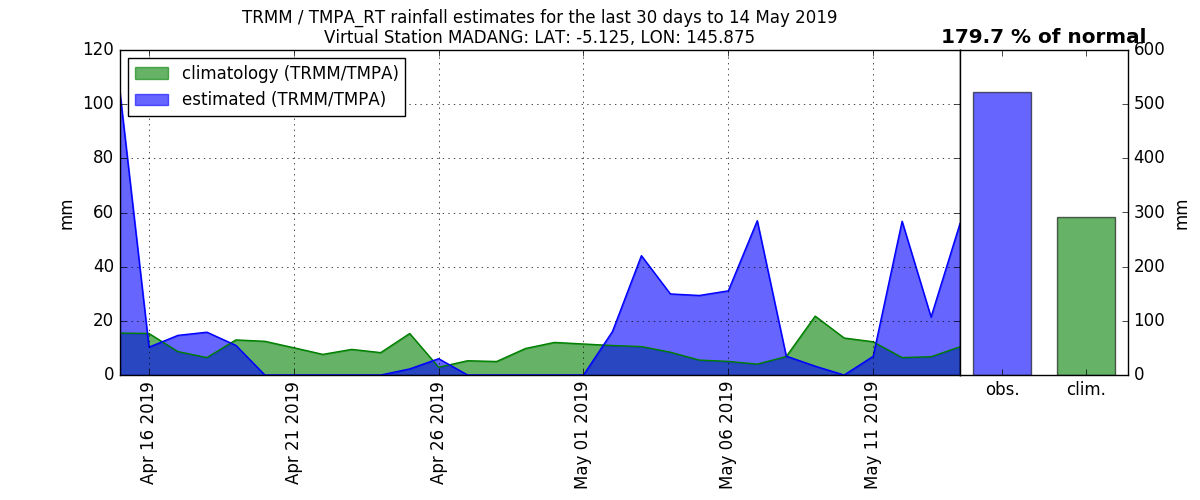 TRMM / TMPA_RT rainfall estimates for the last 30 days to 14 May 2019
Virtual Station MADANG: LAT: -5.125, LON: 145.875
179.7 % of normal
climatology (TRMM/TMPA)
estimated (TRMM/TMPA)
120
100
80
60
40
20
0
mm
Apr 16 2019
Apr 21 2019
Apr 26 2019
May 01 2019
May 06 2019
May 11 2019
600
500
400
300
200
100
0
mm
obs.
clim.